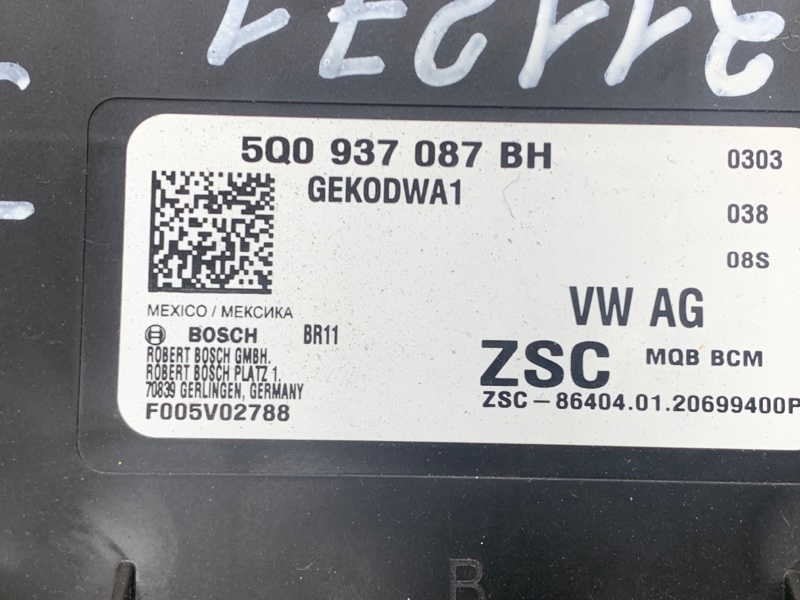 5Q0 937 087 BH
0303
GEKODWA1
038
08S
VW AG
MEXICO / МЕКСИКА
BOSCH BR11
ZSC MQB BCM
ROBERT BOSCH GMBH.
ROBERT BOSCH PLATZ 1.
70839 GERLINGEN, GERMANY
ZSC-86404.01.20699400P
F005V02788
B